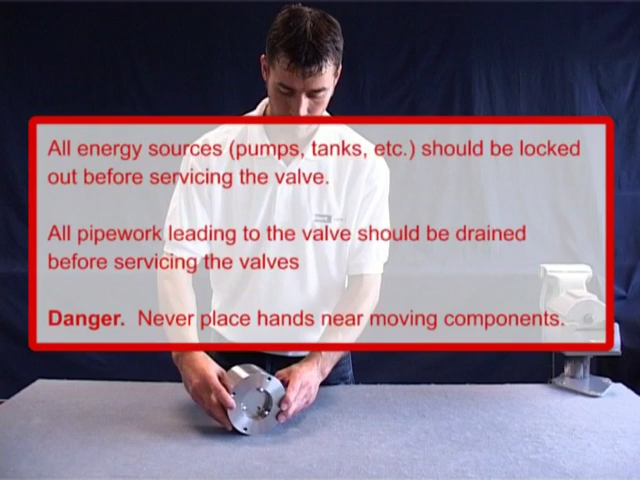 All energy sources (pumps, tanks, etc.) should be locked
out before servicing the valve.
All pipework leading to the valve should be drained
before servicing the valves
Danger. Never place hands near moving components.